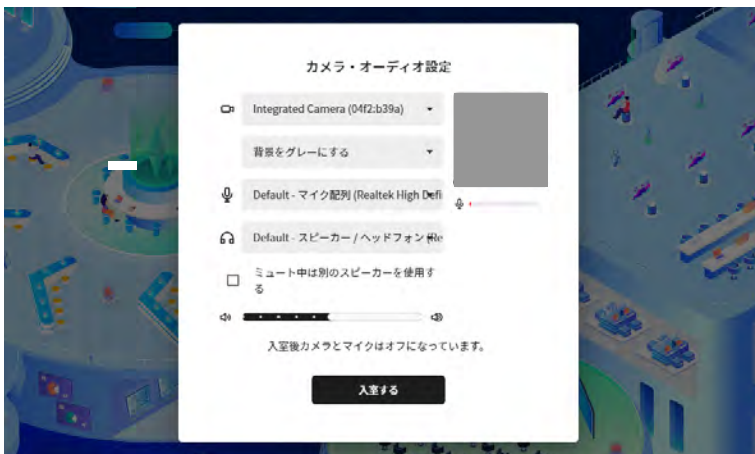 カメラ・オーディオ設定
Integrated Camera (04f2:b39a)
背景をグレーにする
Default - マイク配列 (Realtek High Defi
Default - スピーカー / ヘッドフォン (Re
ミュート中は別のスピーカーを使用す
る
入室後カメラとマイクはオフになっています。
入室する